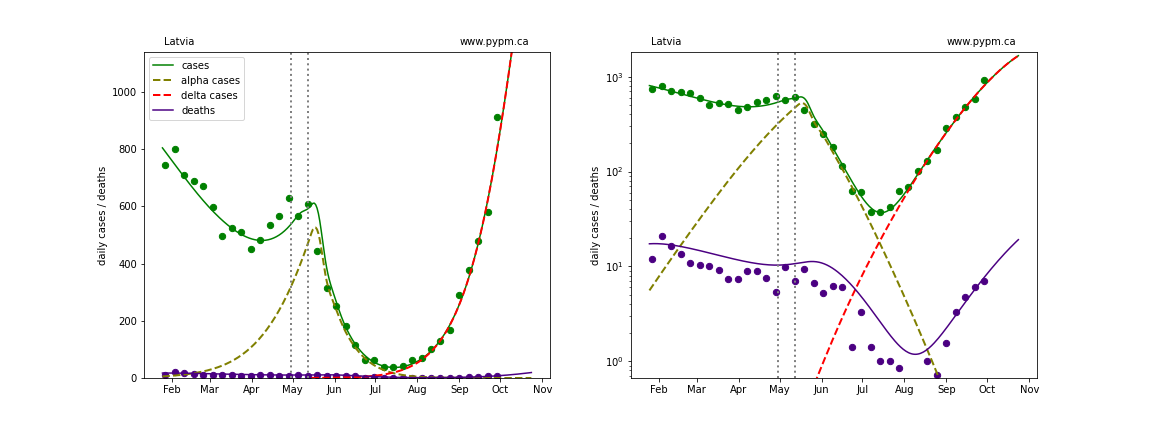 Latvia www.pypm.ca
cases
alpha cases
delta cases
deaths
daily cases / deaths
1000
800
600
400
200
0
Feb Mar Apr May Jun Jul Aug Sep Oct Nov
Latvia www.pypm.ca
daily cases / deaths
10³
10²
10¹
10⁰
Feb Mar Apr May Jun Jul Aug Sep Oct Nov